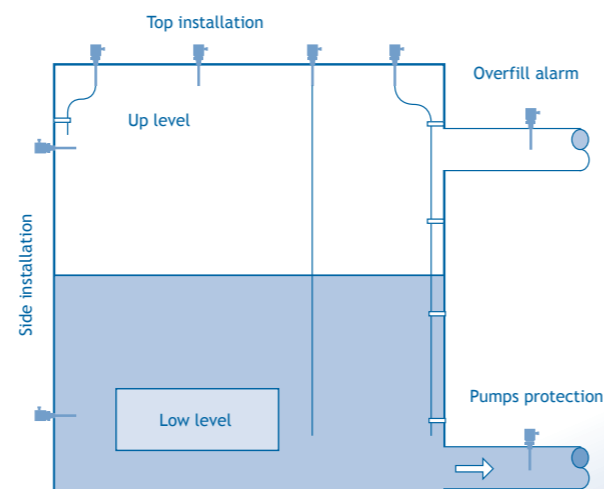 Top installation
Overfill alarm
Up level
Side installation
Pumps protection
Low level